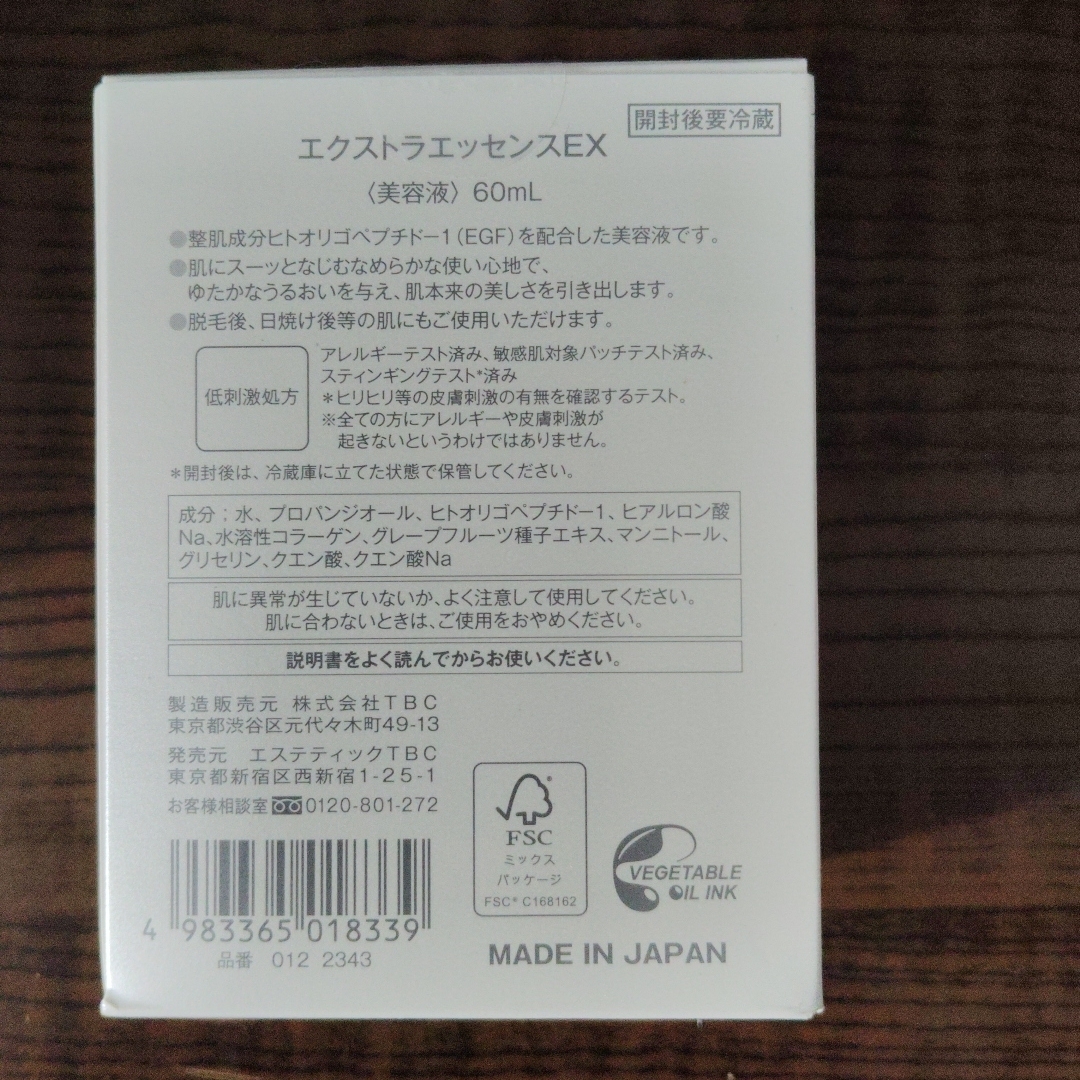 開封後要冷蔵
エクストラエッセンスEX
〈美容液〉60mL
●整肌成分ヒトオリゴペプチド−1(EGF)を配合した美容液です。
●肌にスーッとなじむなめらかな使い心地で、
ゆたかなうるおいを与え、肌本来の美しさを引き出します。
●脱毛後、日焼け後等の肌にもご使用いただけます。
低刺激処方
アレルギーテスト済み、敏感肌対象パッチテスト済み、
スティンギングテスト*済み
*ヒリヒリ等の皮膚刺激の有無を確認するテスト。
※全ての方にアレルギーや皮膚刺激が
起きないというわけではありません。
*開封後は、冷蔵庫に立てた状態で保管してください。
成分:水、プロパンジオール、ヒトオリゴペプチド−1、ヒアルロン酸
Na、水溶性コラーゲン、グレープフルーツ種子エキス、マンニトール、
グリセリン、クエン酸、クエン酸Na
肌に異常が生じていないか、よく注意して使用してください。
肌に合わないときは、ご使用をおやめください。
説明書をよく読んでからお使いください。
製造販売元 株式会社TBC
東京都渋谷区元代々木町49-13
発売元 エステティックTBC
東京都新宿区西新宿1-25-1
お客様相談室 0120-801-272
4 983365 018339
品番 012 2343
FSC
ミックス
パッケージ
FSC® C168162
VEGETABLE
OIL INK
MADE IN JAPAN